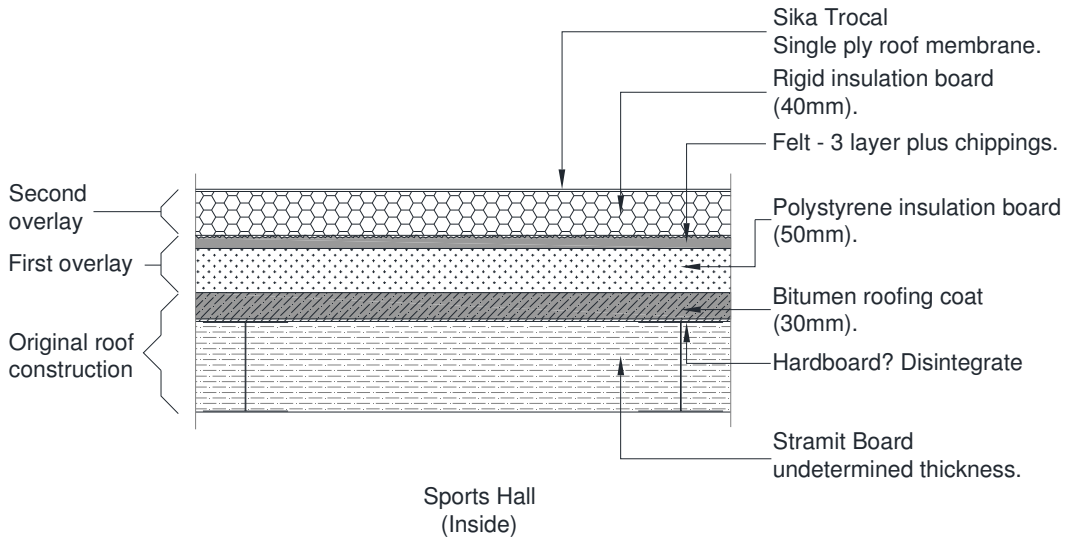 Sika Trocal
Single ply roof membrane.
Rigid insulation board
(40mm).
Felt - 3 layer plus chippings.
Second
overlay
Polystyrene insulation board
(50mm).
First overlay
Bitumen roofing coat
(30mm).
Original roof
construction
Hardboard? Disintegrate
Stramit Board
undetermined thickness.
Sports Hall
(Inside)